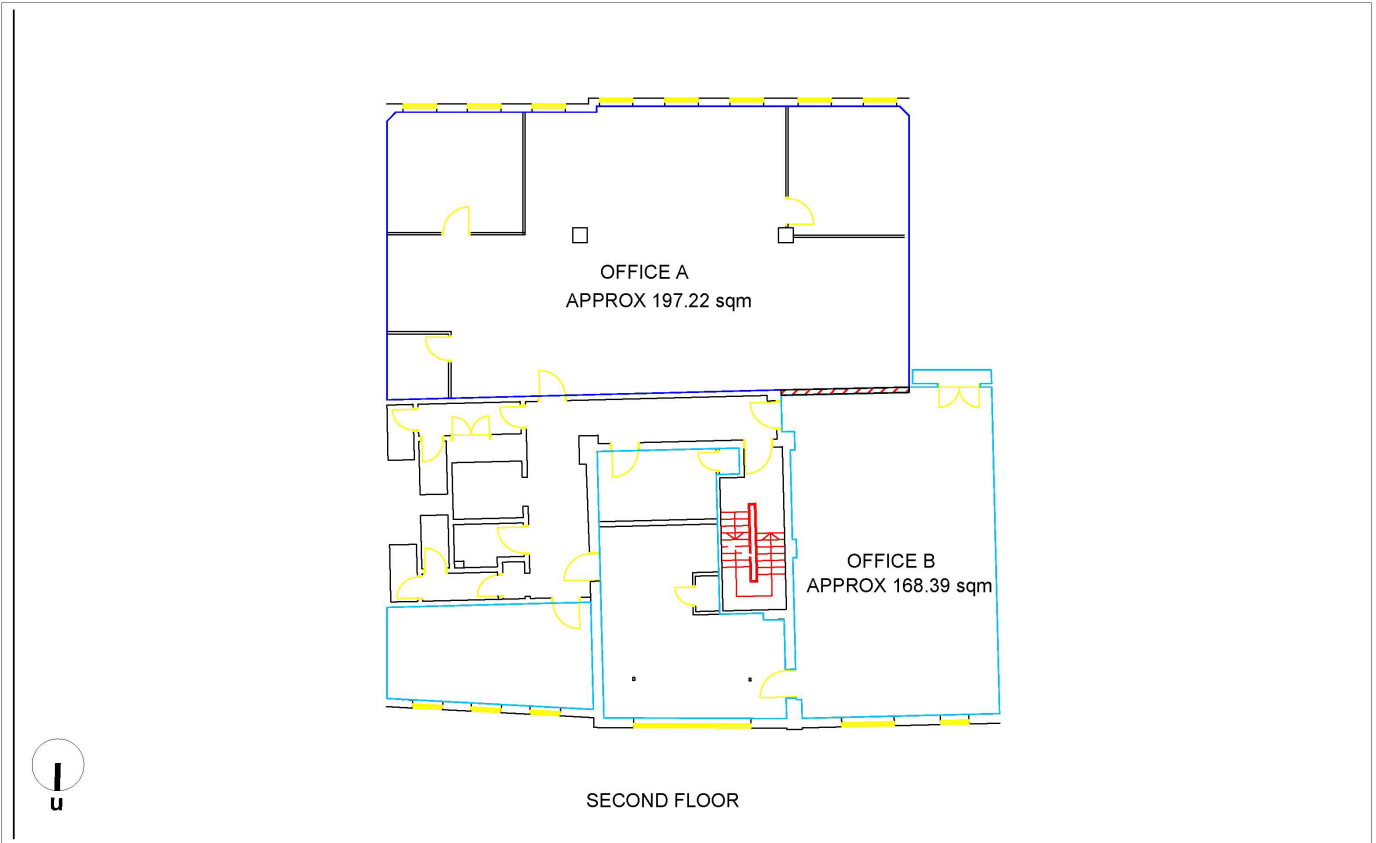 OFFICE A
APPROX 197.22 sqm
OFFICE B
APPROX 168.39 sqm
u
SECOND FLOOR